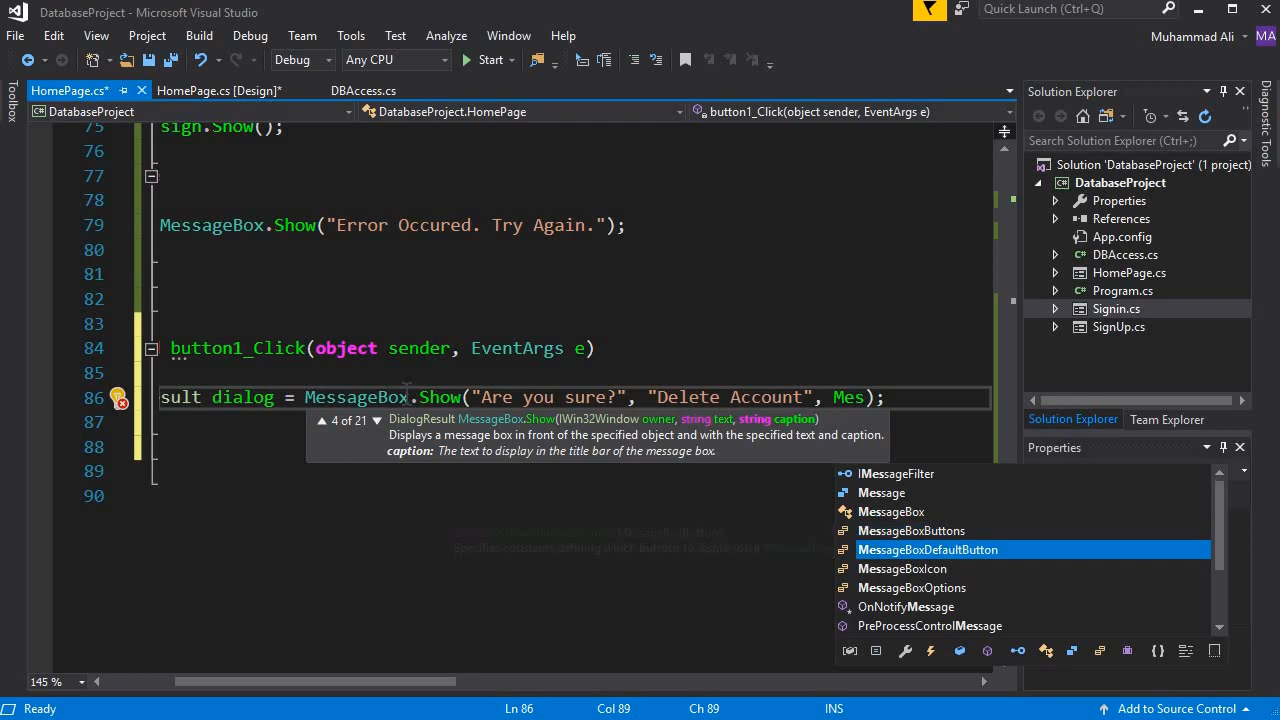 DatabaseProject - Microsoft Visual Studio
Quick Launch (Ctrl+Q)
File Edit View Project Build Debug Team Tools Test Analyze Window Help
Muhammad Ali MA
Debug Any CPU Start
Toolbox
HomePage.cs* HomePage.cs [Design]* DBAccess.cs
DatabaseProject DatabaseProject.HomePage button1_Click(object sender, EventArgs e)
75 sign.Show();
76
77
78
79 MessageBox.Show("Error Occured. Try Again.");
80
81
82
83
84 button1_Click(object sender, EventArgs e)
85
86 sult dialog = MessageBox.Show("Are you sure?", "Delete Account", Mes);
87
88
89
90
4 of 21 DialogResult MessageBox.Show(IWin32Window owner, string text, string caption)
Displays a message box in front of the specified object and with the specified text and caption.
caption: The text to display in the title bar of the message box.
IMessageFilter
Message
MessageBox
MessageBoxButtons
MessageBoxDefaultButton
MessageBoxIcon
MessageBoxOptions
OnNotifyMessage
PreProcessControlMessage
Solution Explorer
Search Solution Explorer (Ctrl+;)
Solution 'DatabaseProject' (1 project)
DatabaseProject
Properties
References
App.config
DBAccess.cs
HomePage.cs
Program.cs
Signin.cs
SignUp.cs
Solution Explorer Team Explorer
Properties
Diagnostic Tools
145 %
Ready Ln 86 Col 89 Ch 89 INS Add to Source Control